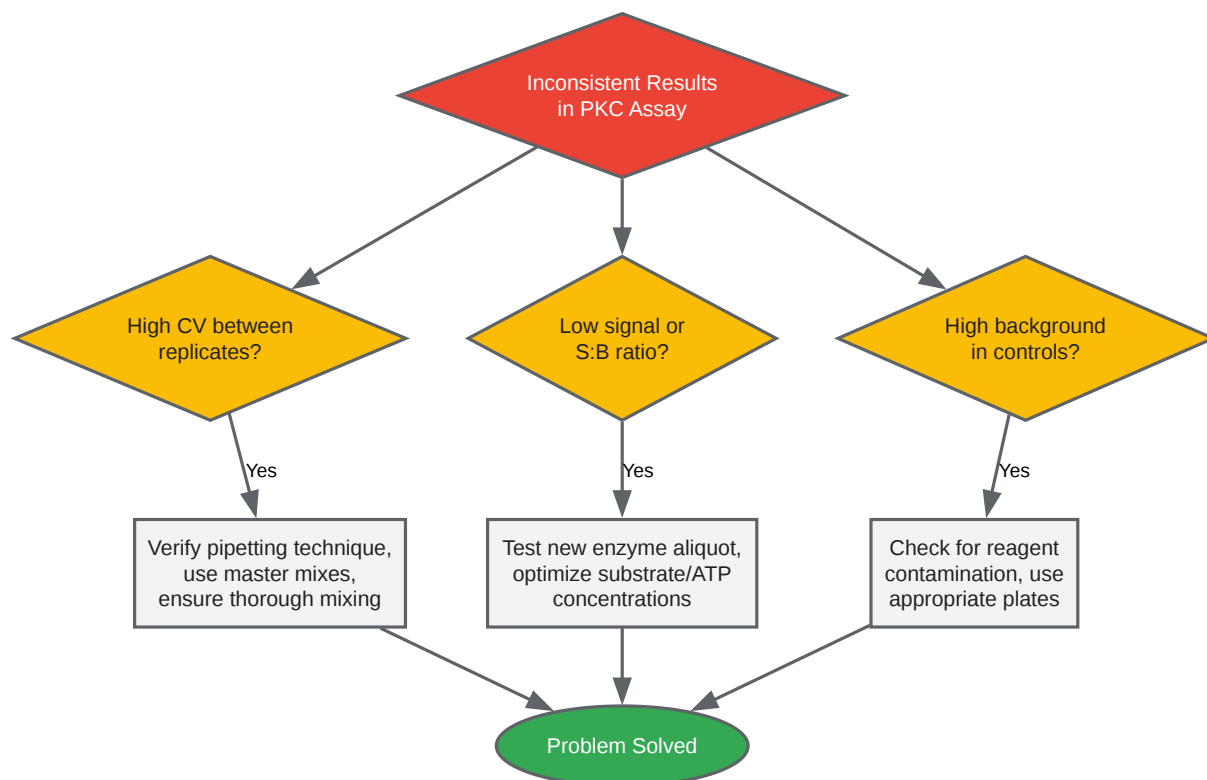 Inconsistent Results
in PKC Assay
High CV between
replicates?
Low signal or
S:B ratio?
High background
in controls?
Yes
Yes
Yes
Verify pipetting technique,
use master mixes,
ensure thorough mixing
Test new enzyme aliquot,
optimize substrate/ATP
concentrations
Check for reagent
contamination, use
appropriate plates
Problem Solved